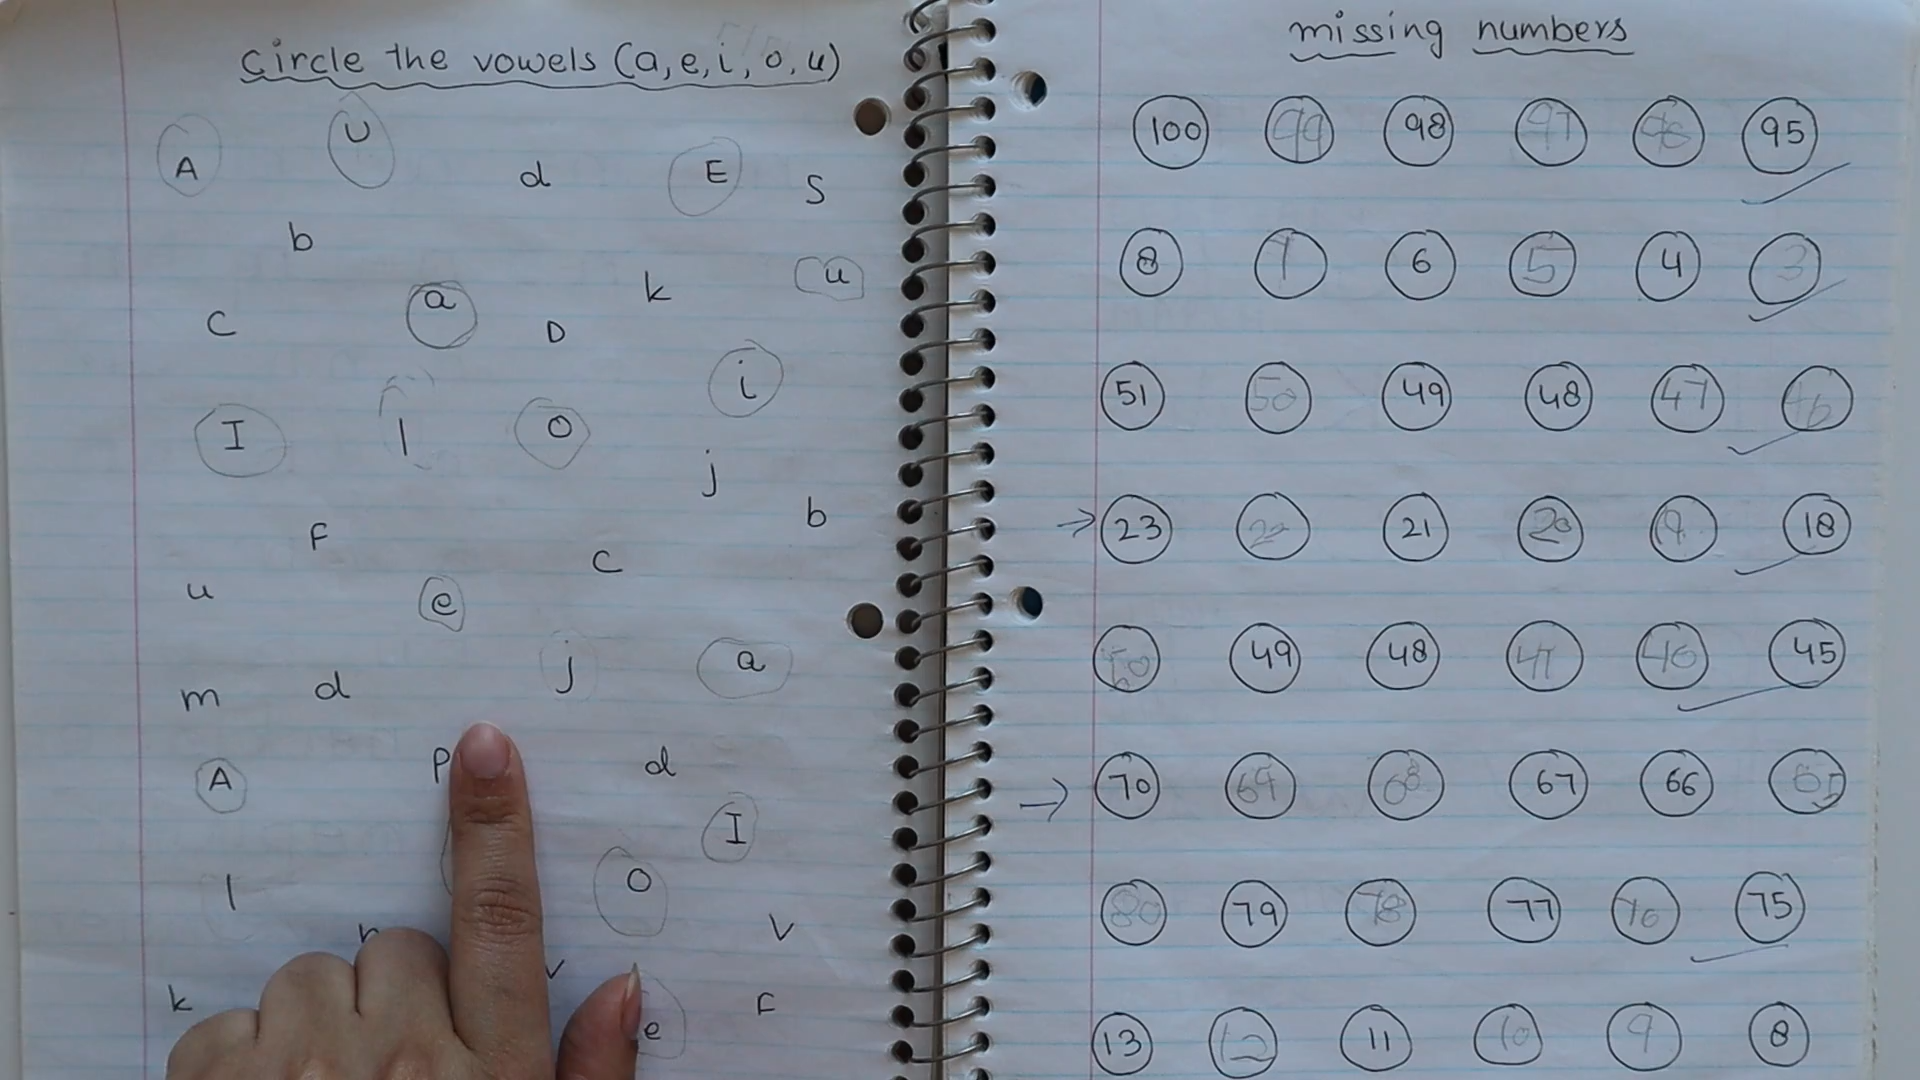 circle the vowels (a, e, i, o, u)
A U d E S
b
C a D k u
I l O i
j
F C b
u e
m d j a
A p d
I
l O
V
k v e F
missing numbers
100 99 98 97 96 95
8 7 6 5 4 3
51 50 49 48 47 46
→ 23 22 21 20 19 18
50 49 48 47 46 45
→ 70 69 68 67 66 65
80 79 78 77 76 75
13 12 11 10 9 8